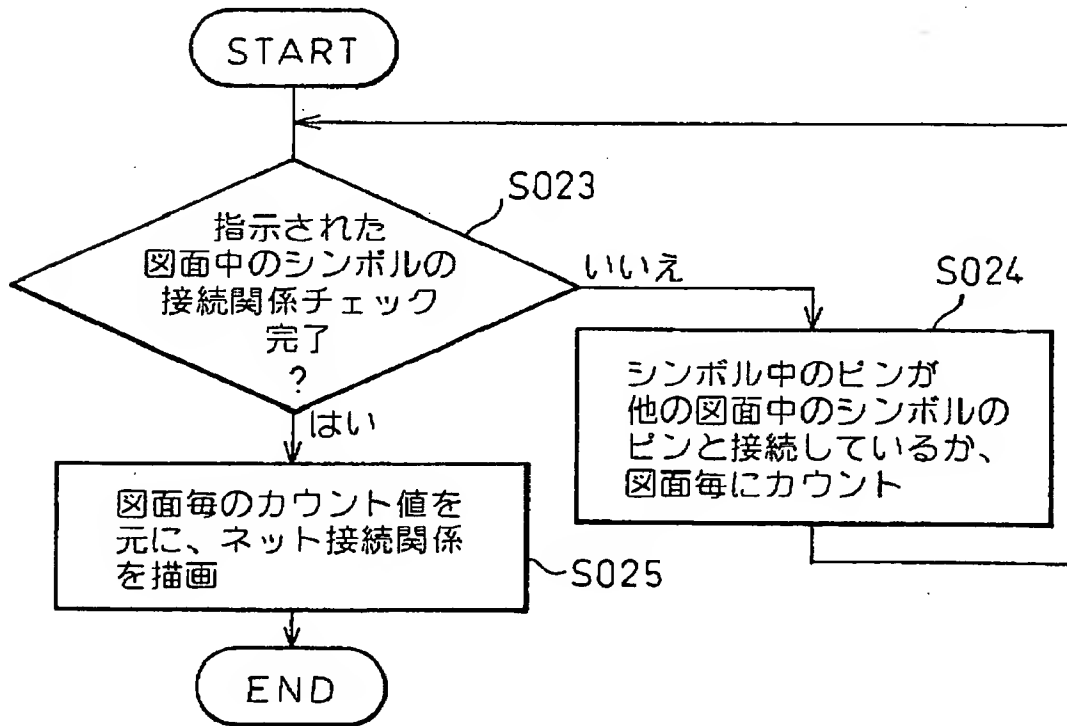 START
S023
指示された
図面中のシンボルの
接続関係チェック
完了
?
いいえ
S024
シンボル中のピンが
他の図面中のシンボルの
ピンと接続しているか、
図面毎にカウント
はい
図面毎のカウント値を
元に、ネット接続関係
を描画
S025
END